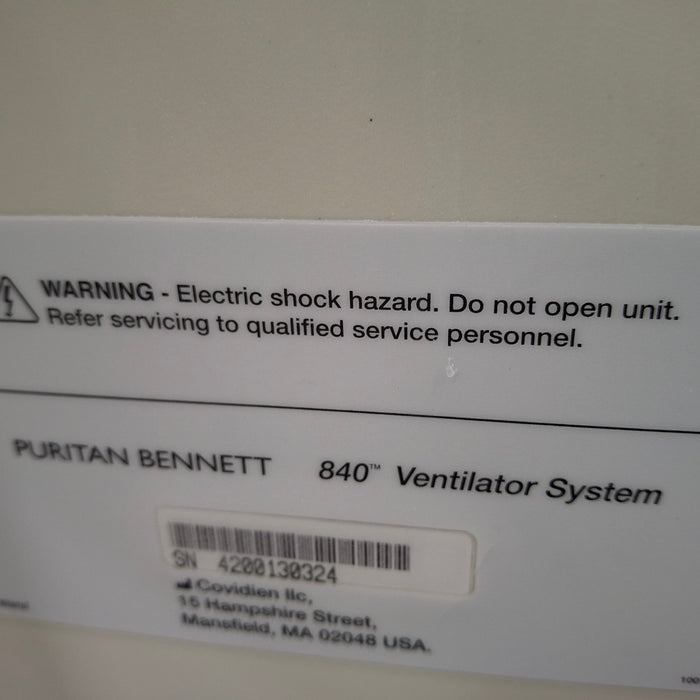 WARNING - Electric shock hazard. Do not open unit.
Refer servicing to qualified service personnel.
PURITAN BENNETT 840™ Ventilator System
SN 4200130324
Covidien llc,
15 Hampshire Street,
Mansfield, MA 02048 USA.